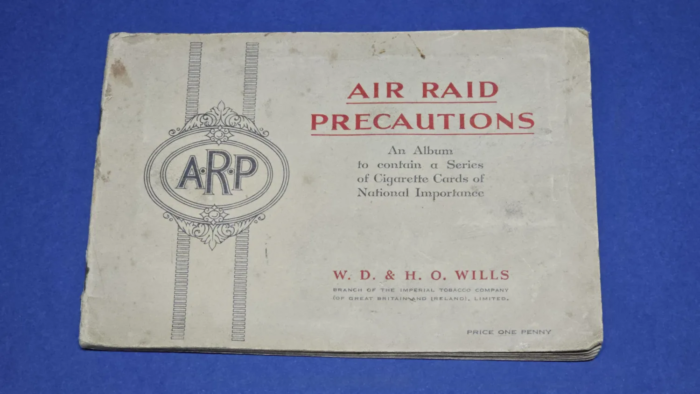 AIR RAID
PRECAUTIONS
An Album
to contain a Series
of Cigarette Cards of
National Importance
A·R·P
W. D. & H. O. WILLS
BRANCH OF THE IMPERIAL TOBACCO COMPANY
(OF GREAT BRITAIN AND IRELAND), LIMITED.
PRICE ONE PENNY